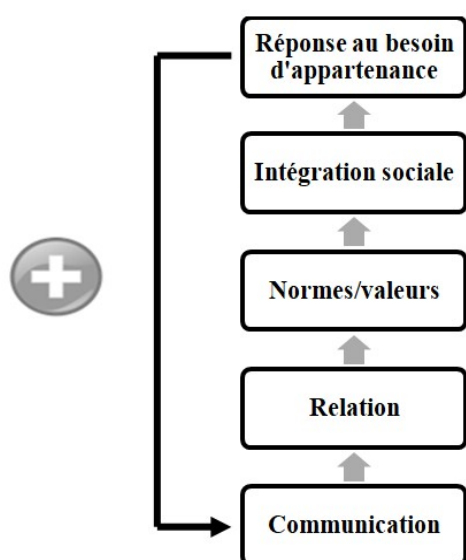 Réponse au besoin
d'appartenance
Intégration sociale
Normes/valeurs
Relation
Communication